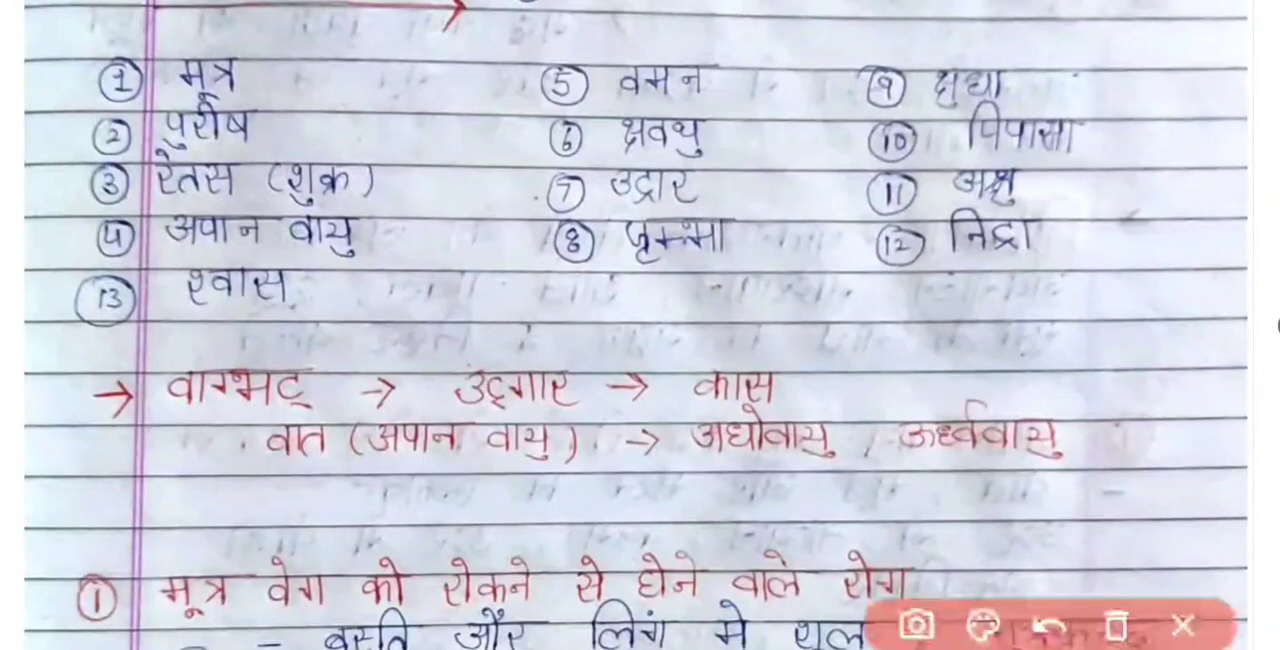 ① मूत्र ⑤ वमन ⑨ क्षुधा
② पुरीष ⑥ क्षवथु ⑩ पिपासा
③ रेतस (शुक्र) ⑦ उद्गार ⑪ अश्रु
④ अपान वायु ⑧ जृम्भा ⑫ निद्रा
⑬ श्वास
→ वाग्भट् → उद्गार → कास
वात (अपान वायु) → अधोवायु, ऊर्ध्ववायु
① मूत्र वेग को रोकने से होने वाले रोग
- बस्ति और लिंग मे शूल